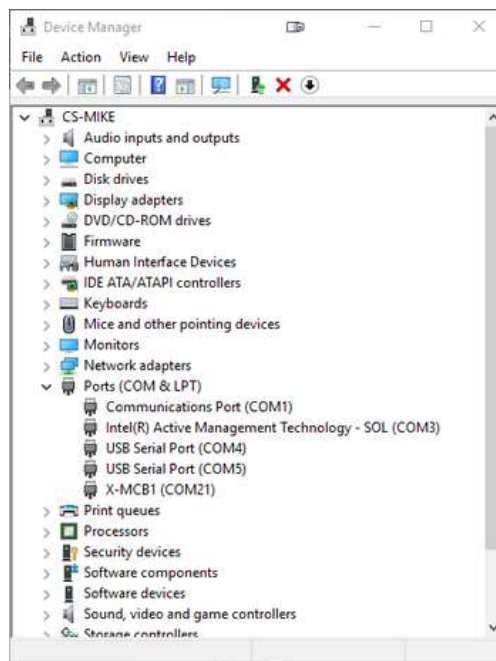 Device Manager
File Action View Help
CS-MIKE
Audio inputs and outputs
Computer
Disk drives
Display adapters
DVD/CD-ROM drives
Firmware
Human Interface Devices
IDE ATA/ATAPI controllers
Keyboards
Mice and other pointing devices
Monitors
Network adapters
Ports (COM & LPT)
Communications Port (COM1)
Intel(R) Active Management Technology - SOL (COM3)
USB Serial Port (COM4)
USB Serial Port (COM5)
X-MCB1 (COM21)
Print queues
Processors
Security devices
Software components
Software devices
Sound, video and game controllers
Storage controllers